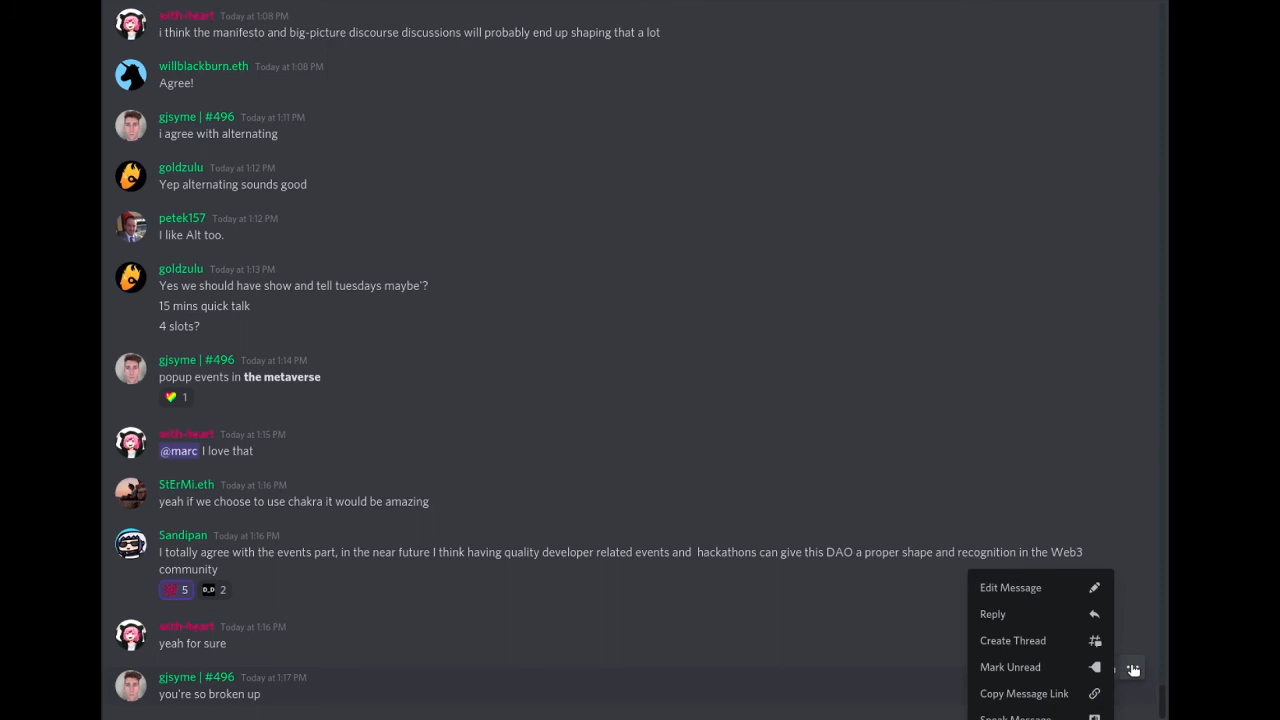 with-heart Today at 1:08 PM
i think the manifesto and big-picture discourse discussions will probably end up shaping that a lot
willblackburn.eth Today at 1:08 PM
Agree!
gjsyme | #496 Today at 1:11 PM
i agree with alternating
goldzulu Today at 1:12 PM
Yep alternating sounds good
petek157 Today at 1:12 PM
I like Alt too.
goldzulu Today at 1:13 PM
Yes we should have show and tell tuesdays maybe'?
15 mins quick talk
4 slots?
gjsyme | #496 Today at 1:14 PM
popup events in the metaverse
1
with-heart Today at 1:15 PM
@marc I love that
StErMi.eth Today at 1:16 PM
yeah if we choose to use chakra it would be amazing
Sandipan Today at 1:16 PM
I totally agree with the events part, in the near future I think having quality developer related events and hackathons can give this DAO a proper shape and recognition in the Web3
community
5 D_D 2
with-heart Today at 1:16 PM
yeah for sure
gjsyme | #496 Today at 1:17 PM
you're so broken up
Edit Message
Reply
Create Thread
Mark Unread
Copy Message Link
Speak Message